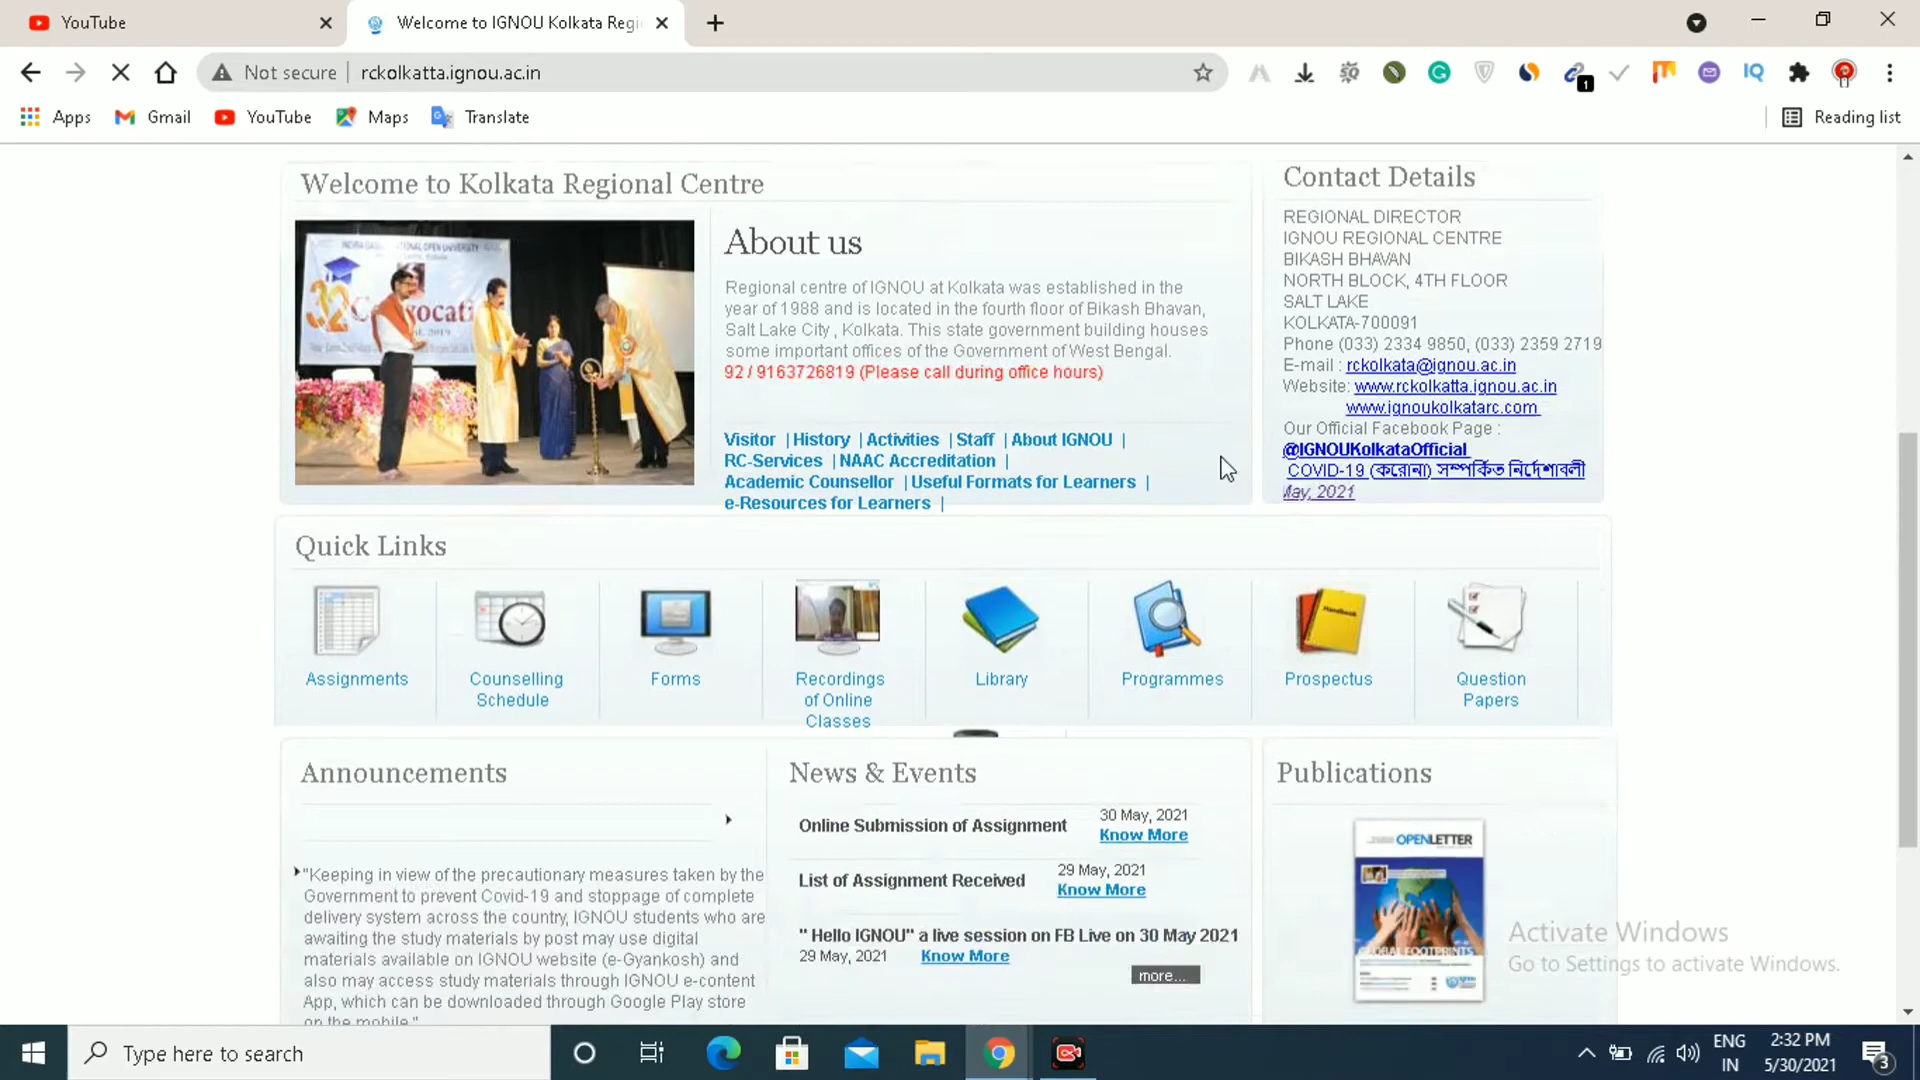 YouTube
Welcome to IGNOU Kolkata Regi
Not secure
rckolkatta.ignou.ac.in
1
IQ
Apps
Gmail
YouTube
Maps
Translate
Reading list
Welcome to Kolkata Regional Centre
32
About us
Regional centre of IGNOU at Kolkata was established in the
year of 1988 and is located in the fourth floor of Bikash Bhavan,
Salt Lake City , Kolkata. This state government building houses
some important offices of the Government of West Bengal.
92 / 9163726819 (Please call during office hours)
Visitor | History | Activities | Staff | About IGNOU |
RC-Services | NAAC Accreditation |
Academic Counsellor | Useful Formats for Learners |
e-Resources for Learners |
Contact Details
REGIONAL DIRECTOR
IGNOU REGIONAL CENTRE
BIKASH BHAVAN
NORTH BLOCK, 4TH FLOOR
SALT LAKE
KOLKATA-700091
Phone (033) 2334 9850, (033) 2359 2719
E-mail : rckolkata@ignou.ac.in
Website: www.rckolkatta.ignou.ac.in
www.ignoukolkatarc.com
Our Official Facebook Page :
@IGNOUKolkataOfficial
COVID-19 (করোনা) সম্পর্কিত নির্দেশাবলী
May, 2021
Quick Links
Assignments
Counselling
Schedule
Forms
Recordings
of Online
Classes
Library
Programmes
Handbook
Prospectus
Question
Papers
Announcements
"Keeping in view of the precautionary measures taken by the
Government to prevent Covid-19 and stoppage of complete
delivery system across the country, IGNOU students who are
awaiting the study materials by post may use digital
materials available on IGNOU website (e-Gyankosh) and
also may access study materials through IGNOU e-content
App, which can be downloaded through Google Play store
on the mobile."
News & Events
Online Submission of Assignment
30 May, 2021
Know More
List of Assignment Received
29 May, 2021
Know More
" Hello IGNOU" a live session on FB Live on 30 May 2021
29 May, 2021
Know More
more...
Publications
OPENLETTER
GLOBAL FOOTPRINTS
Activate Windows
Go to Settings to activate Windows.
Type here to search
ENG
IN
2:32 PM
5/30/2021
3